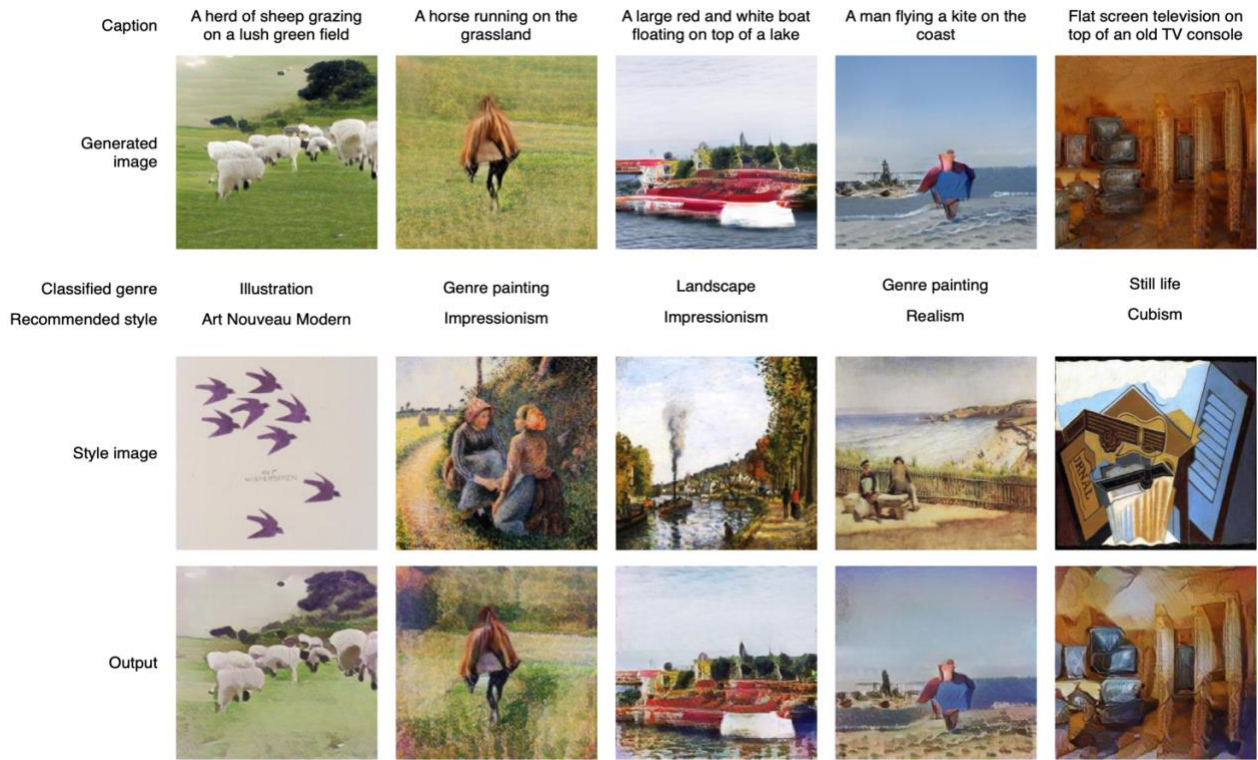 Caption
A herd of sheep grazing
on a lush green field
A horse running on the
grassland
A large red and white boat
floating on top of a lake
A man flying a kite on the
coast
Flat screen television on
top of an old TV console
Generated
image
Classified genre
Illustration
Genre painting
Landscape
Genre painting
Still life
Recommended style
Art Nouveau Modern
Impressionism
Impressionism
Realism
Cubism
Style image
RNAL
Output